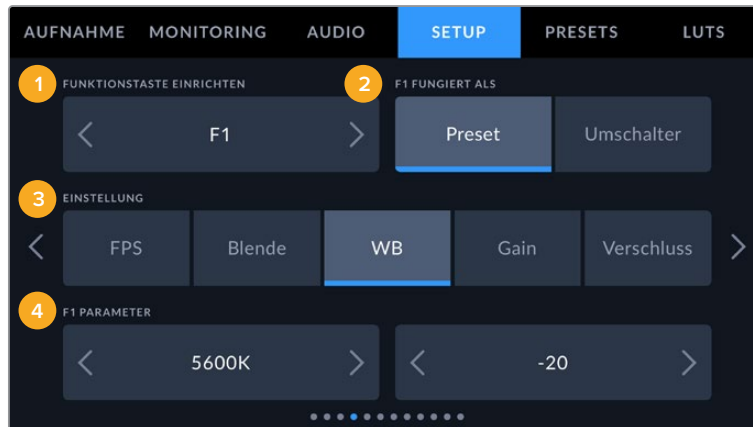 AUFNAHME MONITORING AUDIO SETUP PRESETS LUTS
1 FUNKTIONSTASTE EINRICHTEN 2 F1 FUNGIERT ALS
F1 Preset Umschalter
3 EINSTELLUNG
FPS Blende WB Gain Verschluss
4 F1 PARAMETER
5600K -20